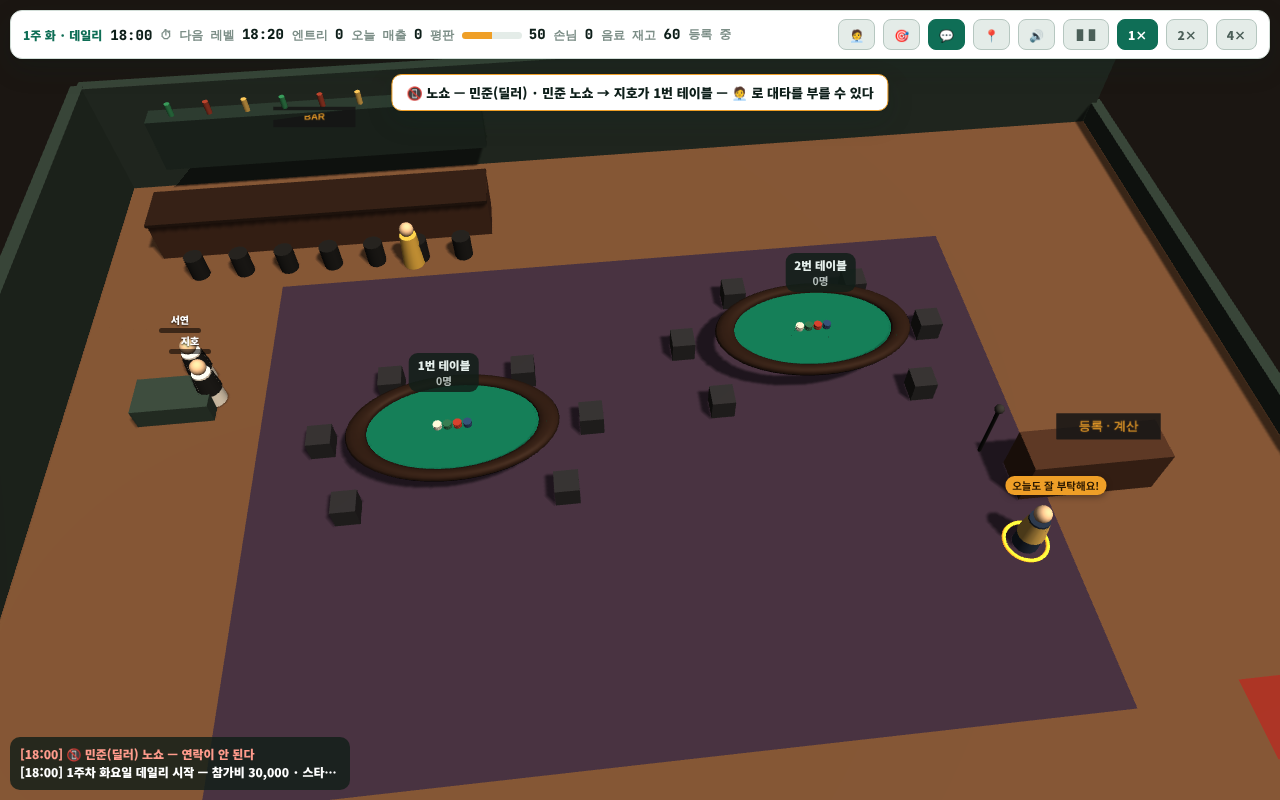 1주 화 · 데일리 18:00 ⏱ 다음 레벨 18:20 엔트리 0 오늘 매출 0 평판 50 손님 0 음료 재고 60 등록 중
1× 2× 4×
노쇼 — 민준(딜러) · 민준 노쇼 → 지호가 1번 테이블 — 🧑‍💼 로 대타를 부를 수 있다
BAR
2번 테이블
0명
서연
지호
1번 테이블
0명
등록 · 계산
오늘도 잘 부탁해요!
[18:00] 📵 민준(딜러) 노쇼 — 연락이 안 된다
[18:00] 1주차 화요일 데일리 시작 — 참가비 30,000 · 스타…